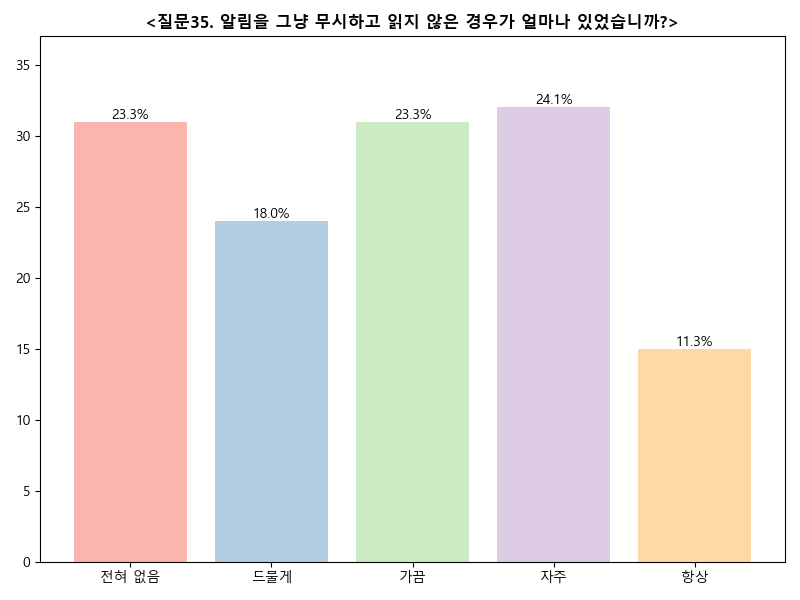 <질문35. 알림을 그냥 무시하고 읽지 않은 경우가 얼마나 있었습니까?>
35
30
25
20
15
10
5
0
23.3%
18.0%
23.3%
24.1%
11.3%
전혀 없음
드물게
가끔
자주
항상